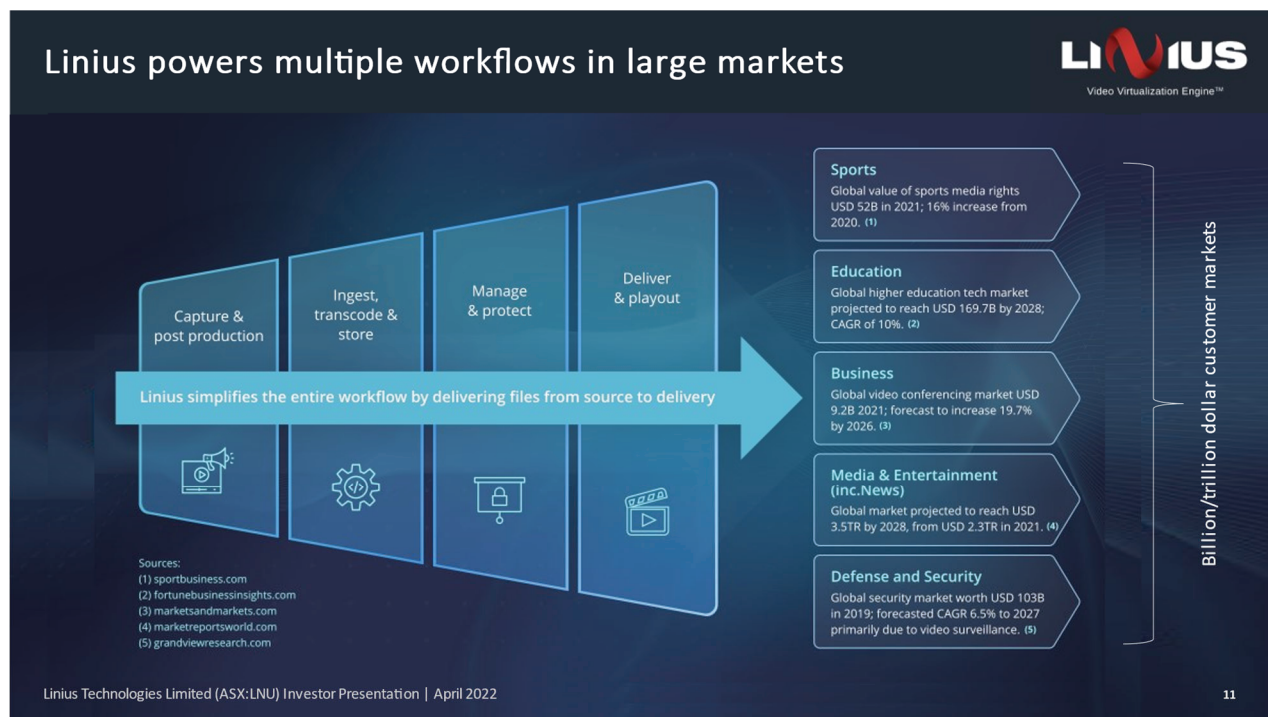 Linius powers multiple workflows in large markets
LINIUS
Video Virtualization Engine™
Capture &
post production
Ingest,
transcode &
store
Manage
& protect
Deliver
& playout
Linius simplifies the entire workflow by delivering files from source to delivery
</>
Sports
Global value of sports media rights
USD 52B in 2021; 16% increase from
2020. (1)
Education
Global higher education tech market
projected to reach USD 169.7B by 2028;
CAGR of 10%. (2)
Business
Global video conferencing market USD
9.2B 2021; forecast to increase 19.7%
by 2026. (3)
Media & Entertainment
(inc.News)
Global market projected to reach USD
3.5TR by 2028, from USD 2.3TR in 2021. (4)
Defense and Security
Global security market worth USD 103B
in 2019; forecasted CAGR 6.5% to 2027
primarily due to video surveillance. (5)
Billion/trillion dollar customer markets
Sources:
(1) sportbusiness.com
(2) fortunebusinessinsights.com
(3) marketsandmarkets.com
(4) marketreportsworld.com
(5) grandviewresearch.com
Linius Technologies Limited (ASX:LNU) Investor Presentation | April 2022
11